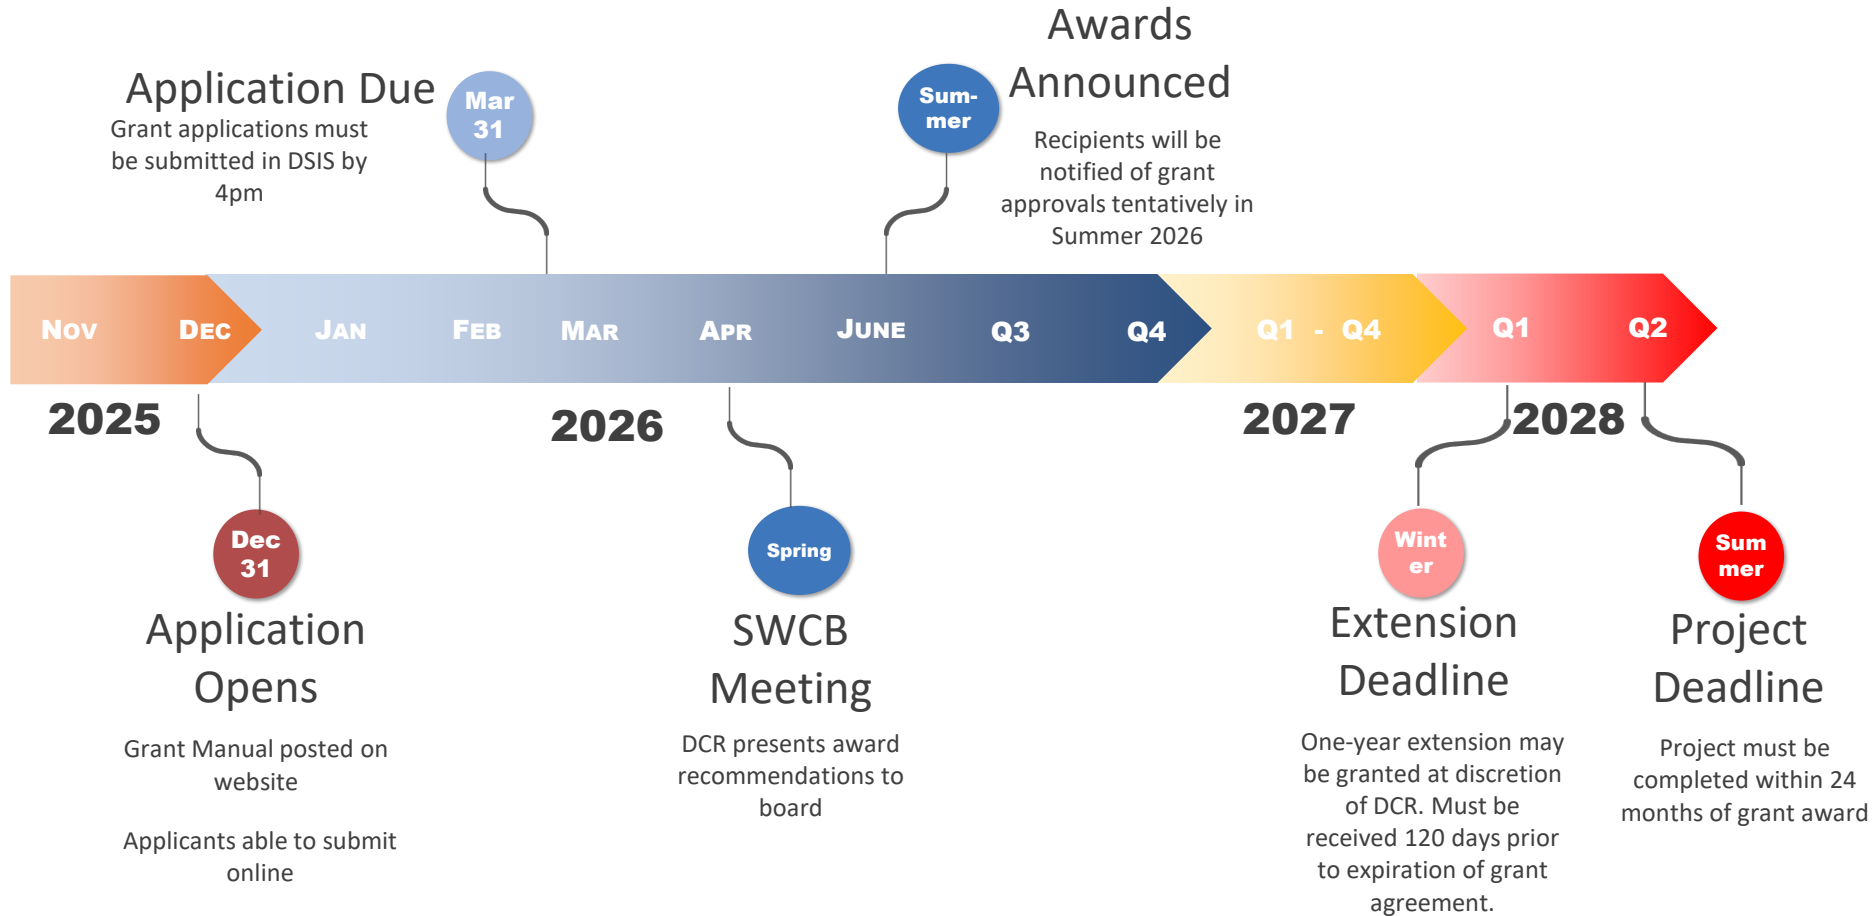 Application Due
Grant applications must
be submitted in DSIS by
4pm
Mar
31
Sum-
mer
Awards
Announced
Recipients will be
notified of grant
approvals tentatively in
Summer 2026
NOV
DEC
JAN
FEB
MAR
APR
JUNE
Q3
Q4
Q1 - Q4
Q1
Q2
2025
2026
2027
2028
Dec
31
Application
Opens
Grant Manual posted on
website
Applicants able to submit
online
Spring
SWCB
Meeting
DCR presents award
recommendations to
board
Wint
er
Extension
Deadline
One-year extension may
be granted at discretion
of DCR. Must be
received 120 days prior
to expiration of grant
agreement.
Sum
mer
Project
Deadline
Project must be
completed within 24
months of grant award